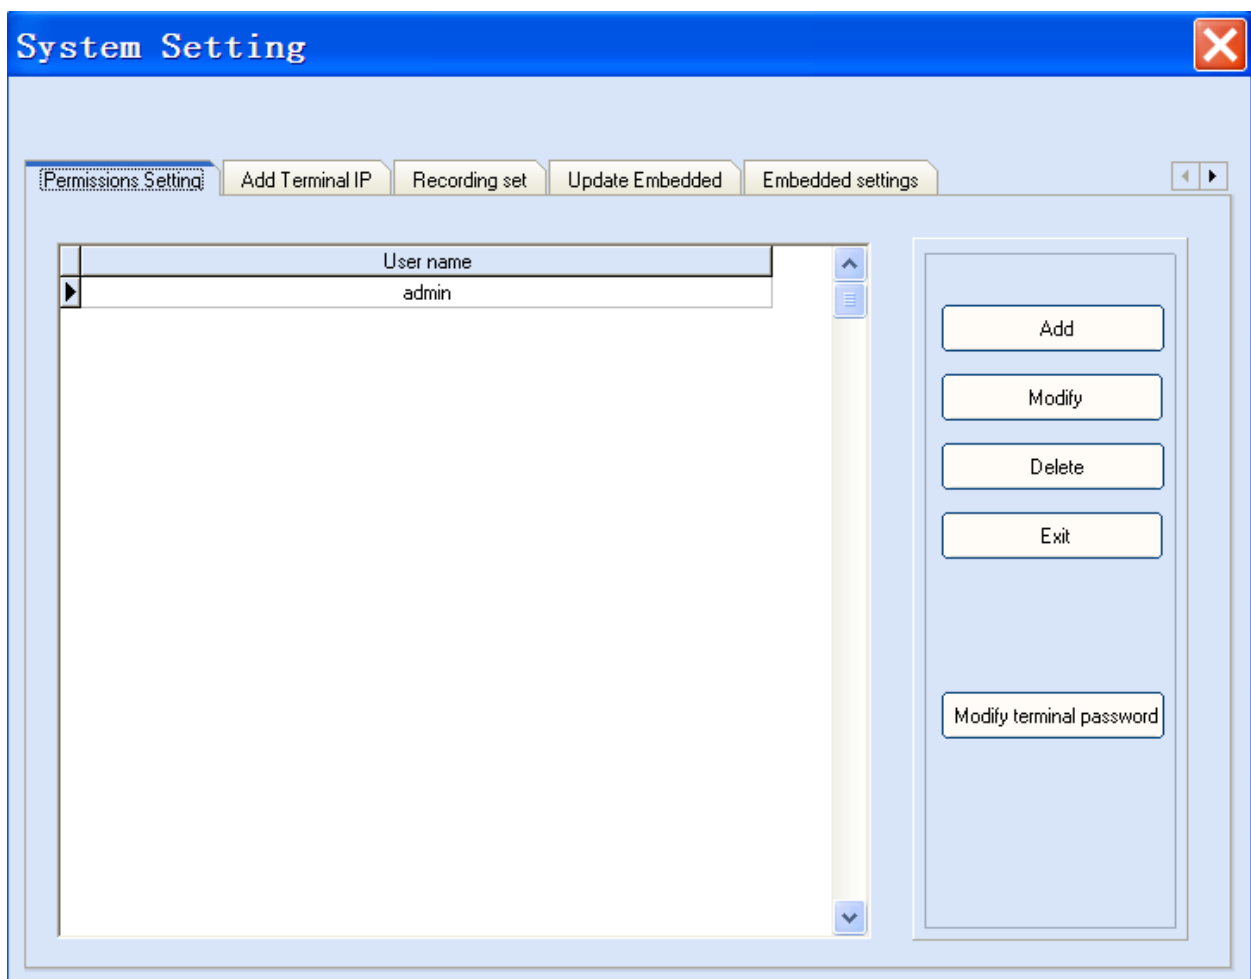 System Setting
Permissions Setting Add Terminal IP Recording set Update Embedded Embedded settings
User name
admin
Add
Modify
Delete
Exit
Modify terminal password